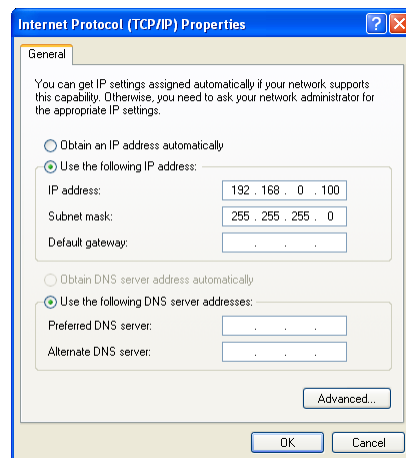 Internet Protocol (TCP/IP) Properties
General
You can get IP settings assigned automatically if your network supports
this capability. Otherwise, you need to ask your network administrator for
the appropriate IP settings.
Obtain an IP address automatically
Use the following IP address:
IP address: 192 . 168 . 0 . 100
Subnet mask: 255 . 255 . 255 . 0
Default gateway: . . .
Obtain DNS server address automatically
Use the following DNS server addresses:
Preferred DNS server: . . .
Alternate DNS server: . . .
Advanced...
OK Cancel